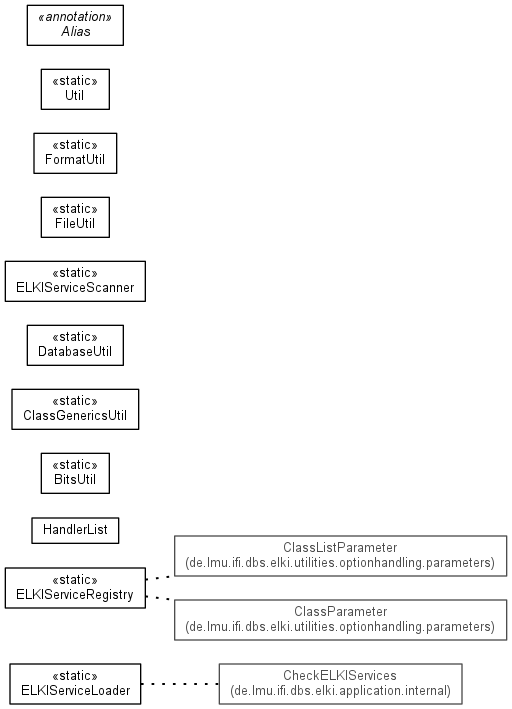 «annotation»
Alias
«static»
Util
«static»
FormatUtil
«static»
FileUtil
«static»
ELKIServiceScanner
«static»
DatabaseUtil
«static»
ClassGenericsUtil
«static»
BitsUtil
HandlerList
ClassListParameter
(de.lmu.ifi.dbs.elki.utilities.optionhandling.parameters)
«static»
ELKIServiceRegistry
ClassParameter
(de.lmu.ifi.dbs.elki.utilities.optionhandling.parameters)
«static»
ELKIServiceLoader
CheckELKIServices
(de.lmu.ifi.dbs.elki.application.internal)